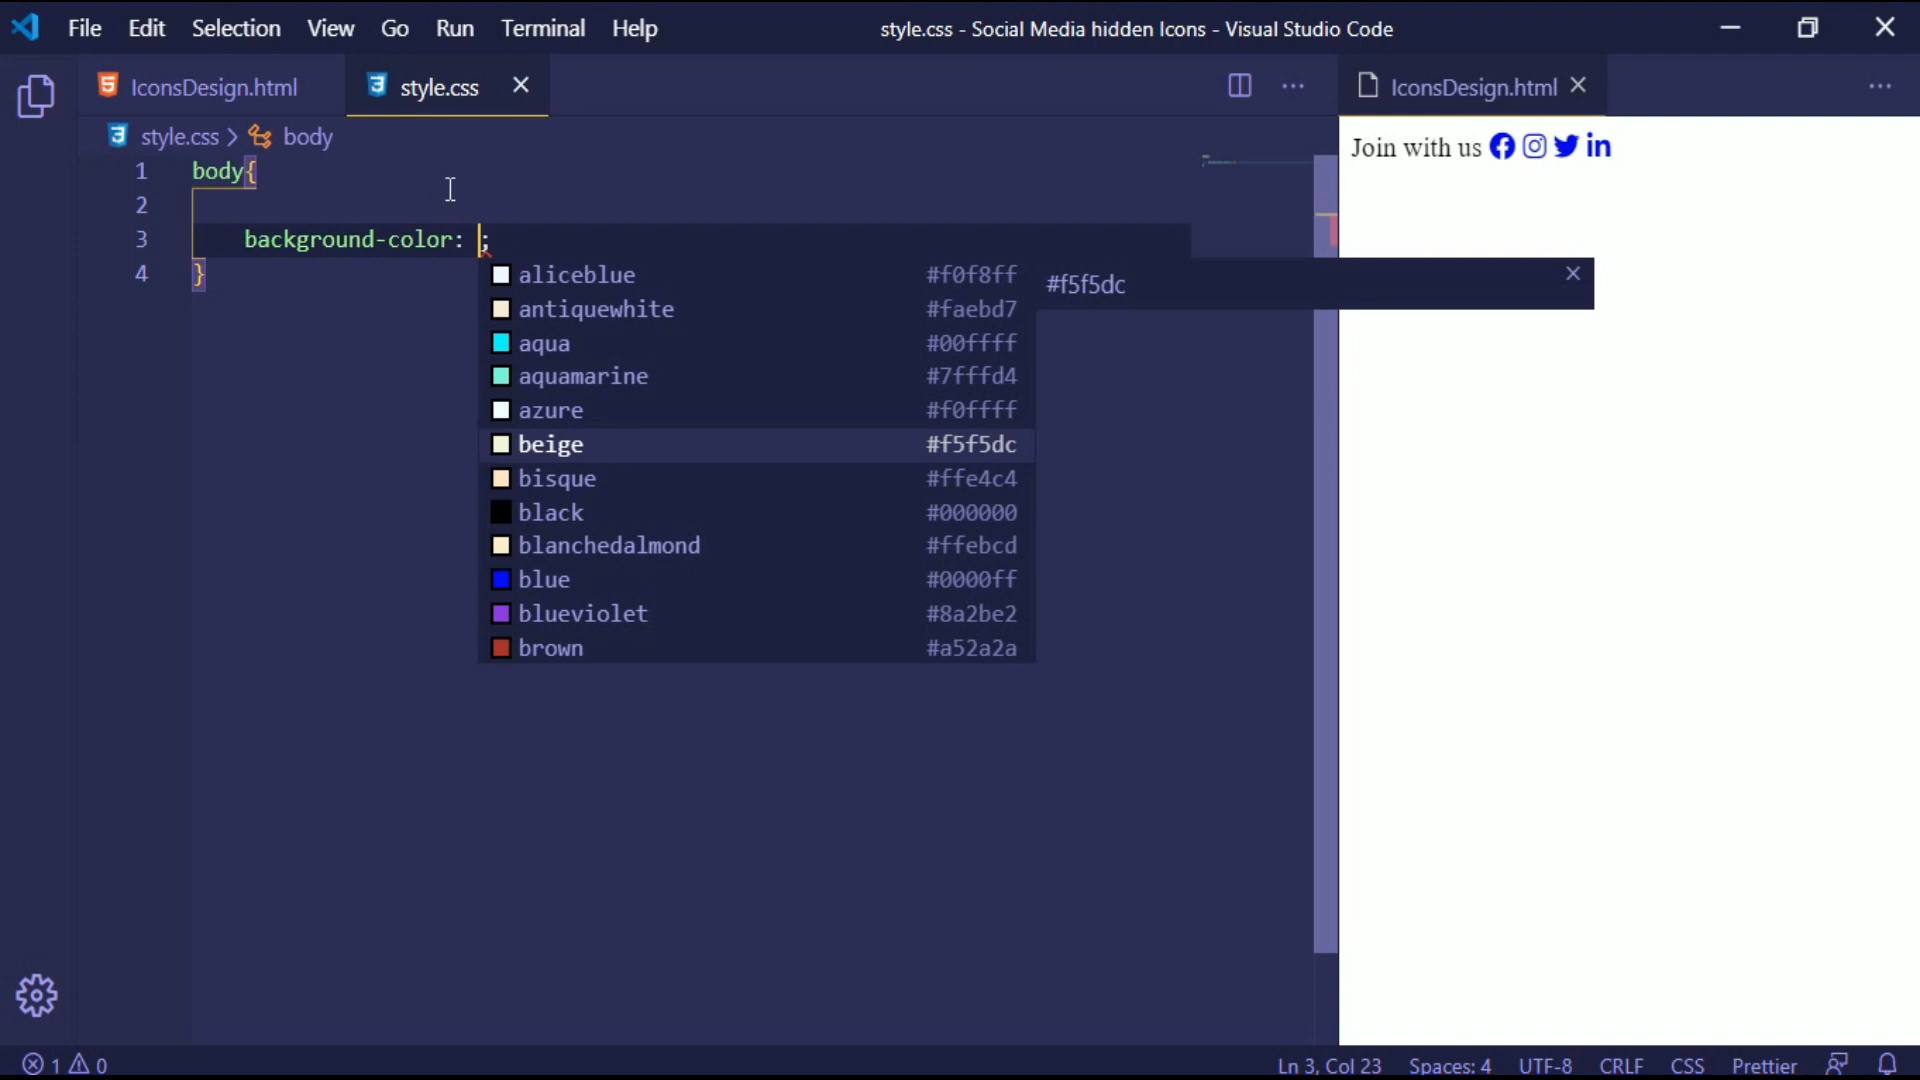 File Edit Selection View Go Run Terminal Help style.css - Social Media hidden Icons - Visual Studio Code
IconsDesign.html style.css IconsDesign.html
style.css > body
Join with us
1 body{
2
3 background-color: ;
4 }
aliceblue #f0f8ff
antiquewhite #faebd7
aqua #00ffff
aquamarine #7fffd4
azure #f0ffff
beige #f5f5dc
bisque #ffe4c4
black #000000
blanchedalmond #ffebcd
blue #0000ff
blueviolet #8a2be2
brown #a52a2a
#f5f5dc
1 0 Ln 3, Col 23 Spaces: 4 UTF-8 CRLF CSS Prettier